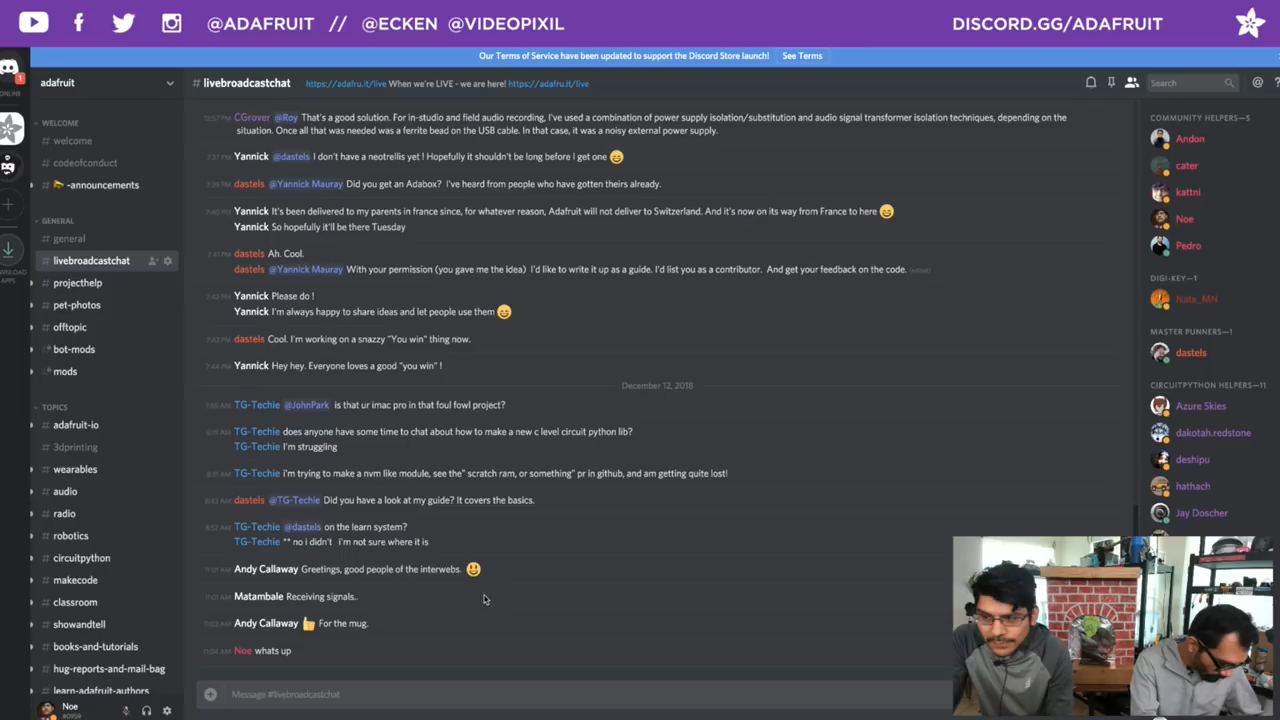 @ADAFRUIT // @ECKEN @VIDEOPIXIL
DISCORD.GG/ADAFRUIT
Our Terms of Service have been updated to support the Discord Store launch! See Terms
1
ONLINE
adafruit
# livebroadcastchat
https://adafru.it/live When we're LIVE - we are here! https://adafru.it/live
Search
WELCOME
# welcome
# codeofconduct
# -announcements
GENERAL
# general
# livebroadcastchat
# projecthelp
# pet-photos
# offtopic
# bot-mods
# mods
TOPICS
# adafruit-io
# 3dprinting
# wearables
# audio
# radio
# robotics
# circuitpython
# makecode
# classroom
# showandtell
# books-and-tutorials
# hug-reports-and-mail-bag
# learn-adafruit-authors
Noe
#0959
12:57 PM CGrover @Roy That's a good solution. For in-studio and field audio recording, I've used a combination of power supply isolation/substitution and audio signal transformer isolation techniques, depending on the
situation. Once all that was needed was a ferrite bead on the USB cable. In that case, it was a noisy external power supply.
7:37 PM Yannick @dastels I don't have a neotrellis yet ! Hopefully it shouldn't be long before I get one 😄
7:39 PM dastels @Yannick Mauray Did you get an Adabox? I've heard from people who have gotten theirs already.
7:40 PM Yannick It's been delivered to my parents in france since, for whatever reason, Adafruit will not deliver to Switzerland. And it's now on its way from France to here 😄
Yannick So hopefully it'll be there Tuesday
7:41 PM dastels Ah. Cool.
dastels @Yannick Mauray With your permission (you gave me the idea) I'd like to write it up as a guide. I'd list you as a contributor. And get your feedback on the code. (edited)
7:42 PM Yannick Please do !
Yannick I'm always happy to share ideas and let people use them 😄
7:43 PM dastels Cool. I'm working on a snazzy "You win" thing now.
7:44 PM Yannick Hey hey. Everyone loves a good "you win" !
December 12, 2018
TG-Techie @JohnPark is that ur imac pro in that foul fowl project?
TG-Techie does anyone have some time to chat about how to make a new c level circuit python lib?
TG-Techie I'm struggling
TG-Techie i'm trying to make a nvm like module, see the" scratch ram, or something" pr in github, and am getting quite lost!
dastels @TG-Techie Did you have a look at my guide? It covers the basics.
8:52 AM TG-Techie @dastels on the learn system?
TG-Techie ** no i didn't i'm not sure where it is
Andy Callaway Greetings, good people of the interwebs. 😃
11:01 AM Matambale Receiving signals..
11:02 AM Andy Callaway 👍 For the mug.
11:04 AM Noe whats up
Message #livebroadcastchat
COMMUNITY HELPERS—5
Andon
cater
kattni
Noe
Pedro
DIGI-KEY—1
Nate_MN
MASTER PUNNERS—1
dastels
CIRCUITPYTHON HELPERS—11
Azure Skies
dakotah.redstone
deshipu
hathach
Jay Doscher